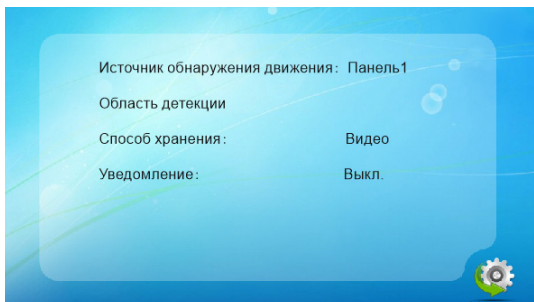 Источник обнаружения движения: Панель1
Область детекции
Способ хранения: Видео
Уведомление: Выкл.